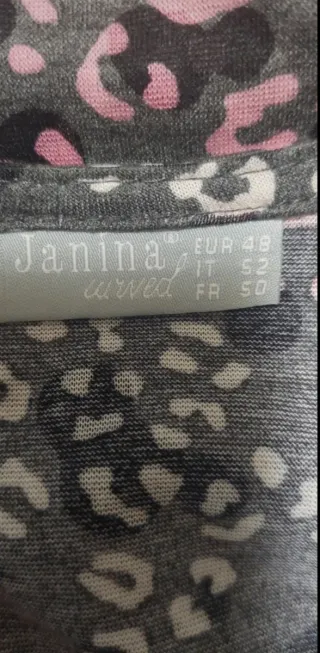 Janina® EUR 48
curved IT 52
FR 50